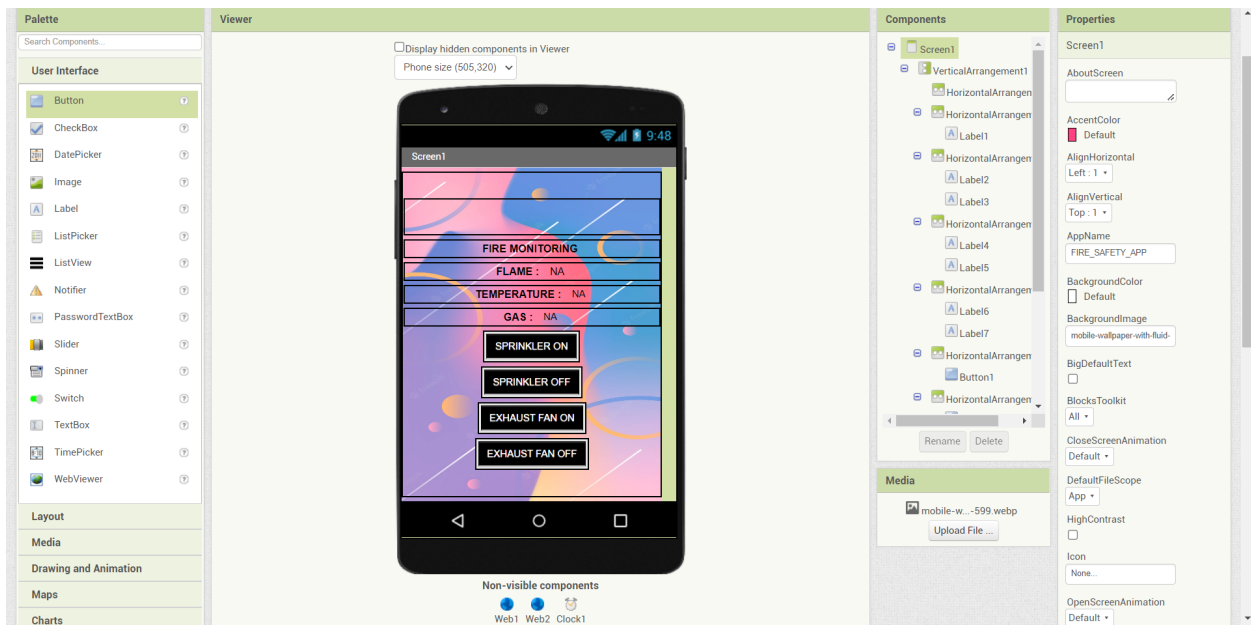 Palette
Search Components...
User Interface
Button
CheckBox
DatePicker
Image
Label
ListPicker
ListView
Notifier
PasswordTextBox
Slider
Spinner
Switch
TextBox
TimePicker
WebViewer
Layout
Media
Drawing and Animation
Maps
Charts
Viewer
Display hidden components in Viewer
Phone size (505,320)
9:48
Screen1
FIRE MONITORING
FLAME : NA
TEMPERATURE : NA
GAS : NA
SPRINKLER ON
SPRINKLER OFF
EXHAUST FAN ON
EXHAUST FAN OFF
Non-visible components
Web1 Web2 Clock1
Components
Screen1
VerticalArrangement1
HorizontalArrangen
HorizontalArrangem
Label1
HorizontalArrangem
Label2
Label3
HorizontalArrangem
Label4
Label5
HorizontalArrangem
Label6
Label7
HorizontalArrangem
Button1
HorizontalArrangem
Rename Delete
Media
mobile-w...-599.webp
Upload File ...
Properties
Screen1
AboutScreen
AccentColor
Default
AlignHorizontal
Left : 1
AlignVertical
Top : 1
AppName
FIRE_SAFETY_APP
BackgroundColor
Default
BackgroundImage
mobile-wallpaper-with-fluid-
BigDefaultText
BlocksToolkit
All
CloseScreenAnimation
Default
DefaultFileScope
App
HighContrast
Icon
None...
OpenScreenAnimation
Default